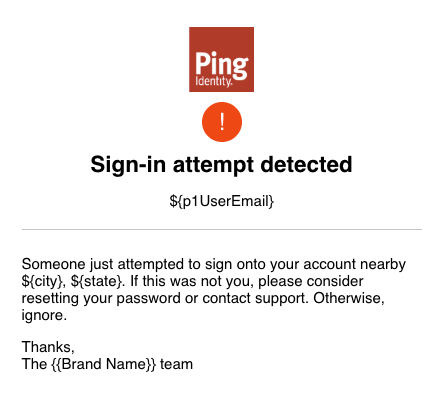 Ping
Identity.
!
Sign-in attempt detected
${p1UserEmail}
Someone just attempted to sign onto your account nearby
${city}, ${state}. If this was not you, please consider
resetting your password or contact support. Otherwise,
ignore.
Thanks,
The {{Brand Name}} team